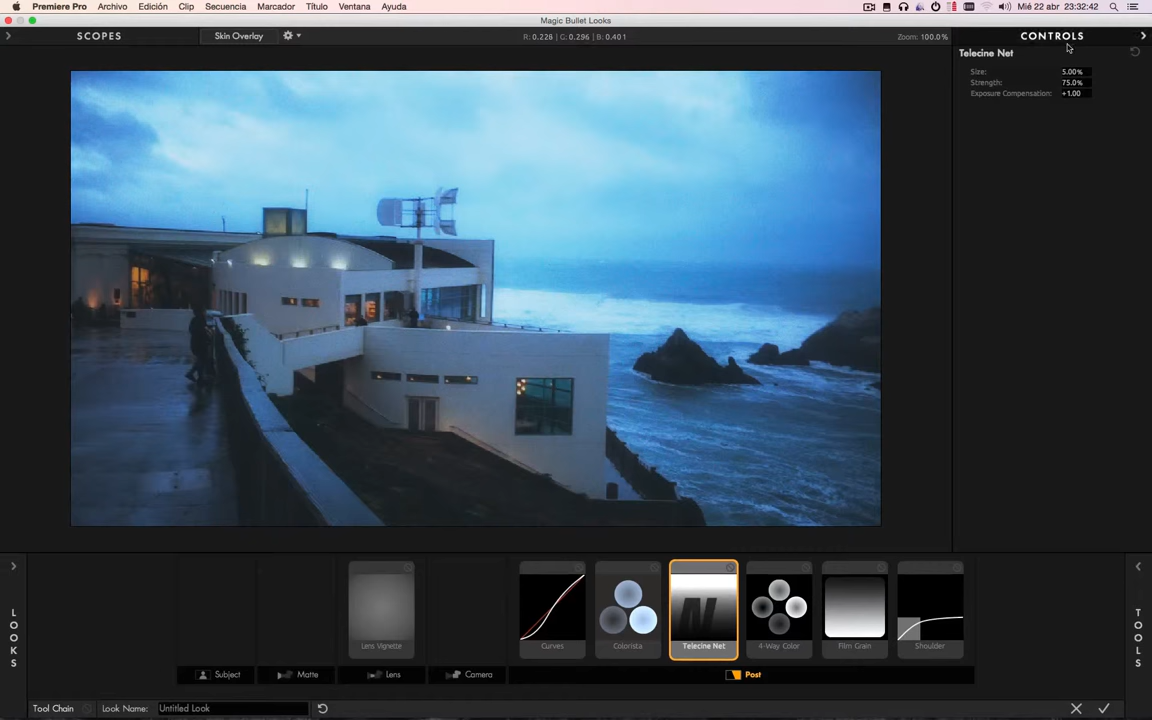 Premiere Pro Archivo Edición Clip Secuencia Marcador Título Ventana Ayuda Mié 22 abr 23:32:42
Magic Bullet Looks
SCOPES Skin Overlay R: 0.228 | G: 0.296 | B: 0.401 Zoom: 100.0% CONTROLS
Telecine Net
Size: 5.00%
Strength: 75.0%
Exposure Compensation: +1.00
LOOKS
TOOLS
N
Lens Vignette Curves Colorista Telecine Net 4-Way Color Film Grain Shoulder
Subject Matte Lens Camera Post
Tool Chain Look Name: Untitled Look